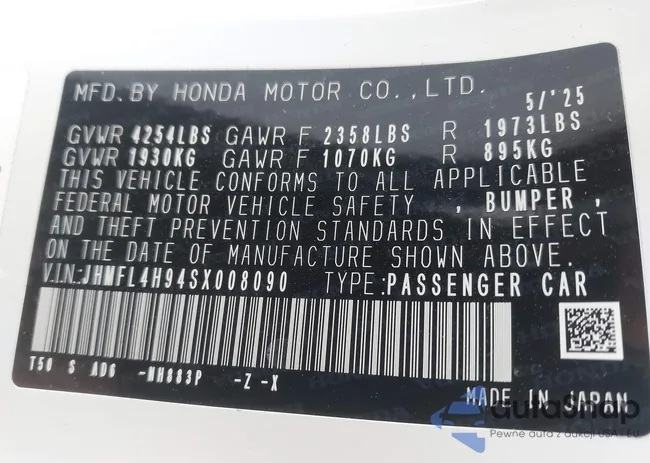 MFD. BY HONDA MOTOR CO., LTD. 5/'25
GVWR 4254LBS GAWR F 2358LBS R 1973LBS
GVWR 1930KG GAWR F 1070KG R 895KG
THIS VEHICLE CONFORMS TO ALL APPLICABLE
FEDERAL MOTOR VEHICLE SAFETY , BUMPER ,
AND THEFT PREVENTION STANDARDS IN EFFECT
ON THE DATE OF MANUFACTURE SHOWN ABOVE.
V.I.N.:JHMFL4H94SX008090 TYPE:PASSENGER CAR
T50 S AD6 -NH883P -Z -X
MADE IN JAPAN
autaShop
Pewne auta z aukcji USA i EU